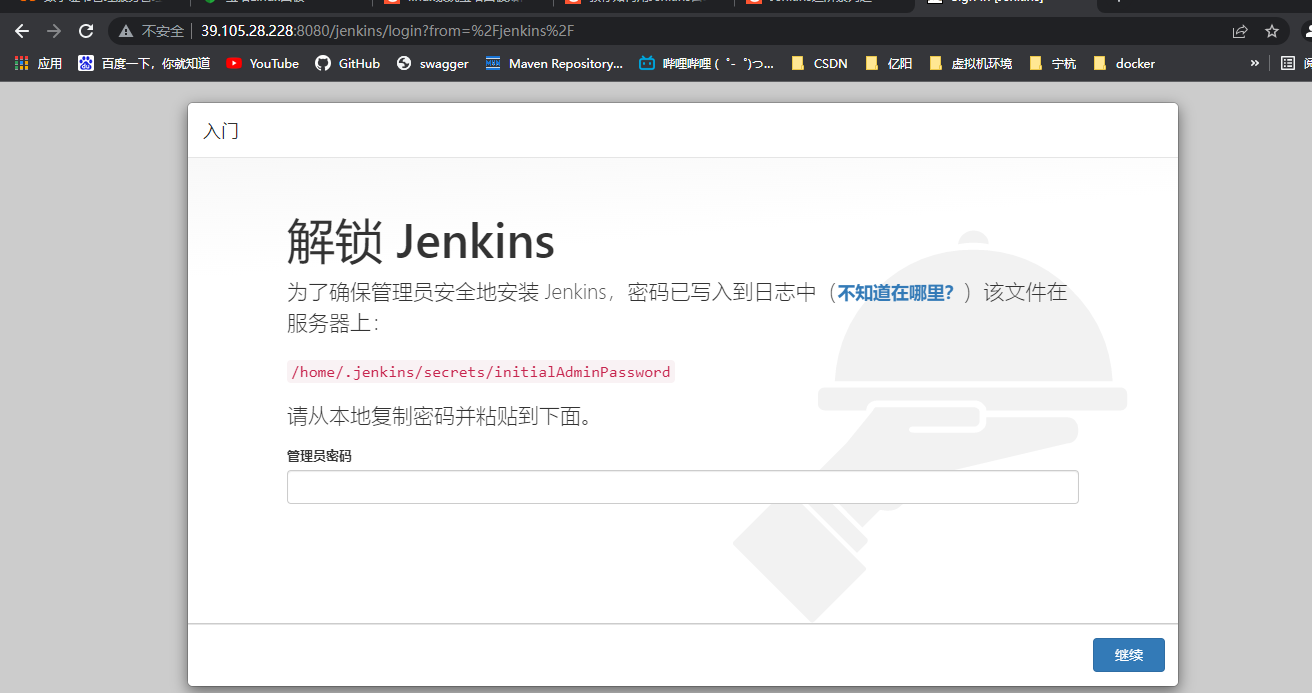 不安全 39.105.28.228:8080/jenkins/login?from=%2Fjenkins%2F
应用 百度一下，你就知道 YouTube GitHub swagger Maven Repository... 哔哩哔哩 ( ゜- ゜)つ... CSDN 亿阳 虚拟机环境 宁杭 docker »
入门
解锁 Jenkins
为了确保管理员安全地安装 Jenkins，密码已写入到日志中（不知道在哪里？）该文件在
服务器上：
/home/.jenkins/secrets/initialAdminPassword
请从本地复制密码并粘贴到下面。
管理员密码
继续